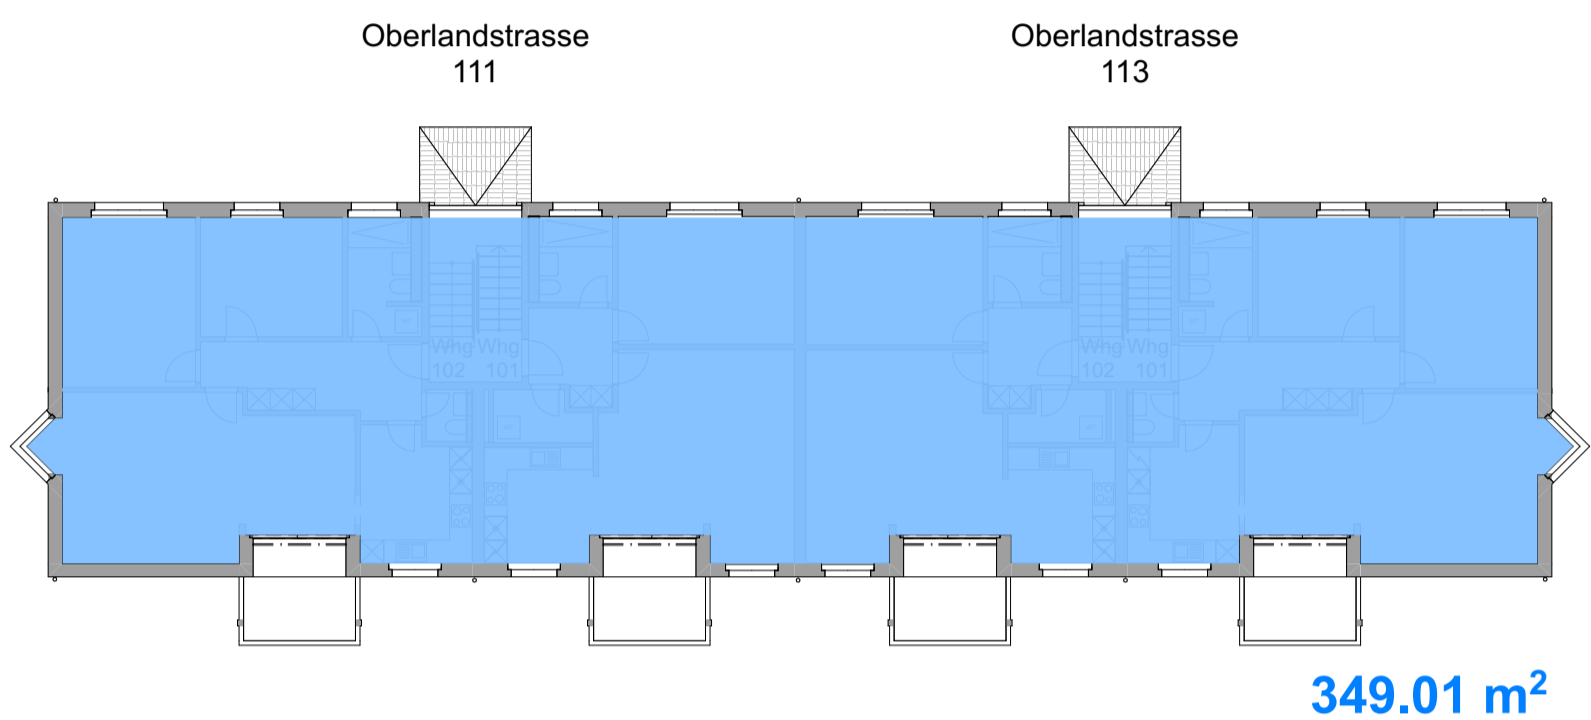 Oberlandstrasse
111
Oberlandstrasse
113
Whg Whg
102 101
Whg Whg
102 101
349.01 m²